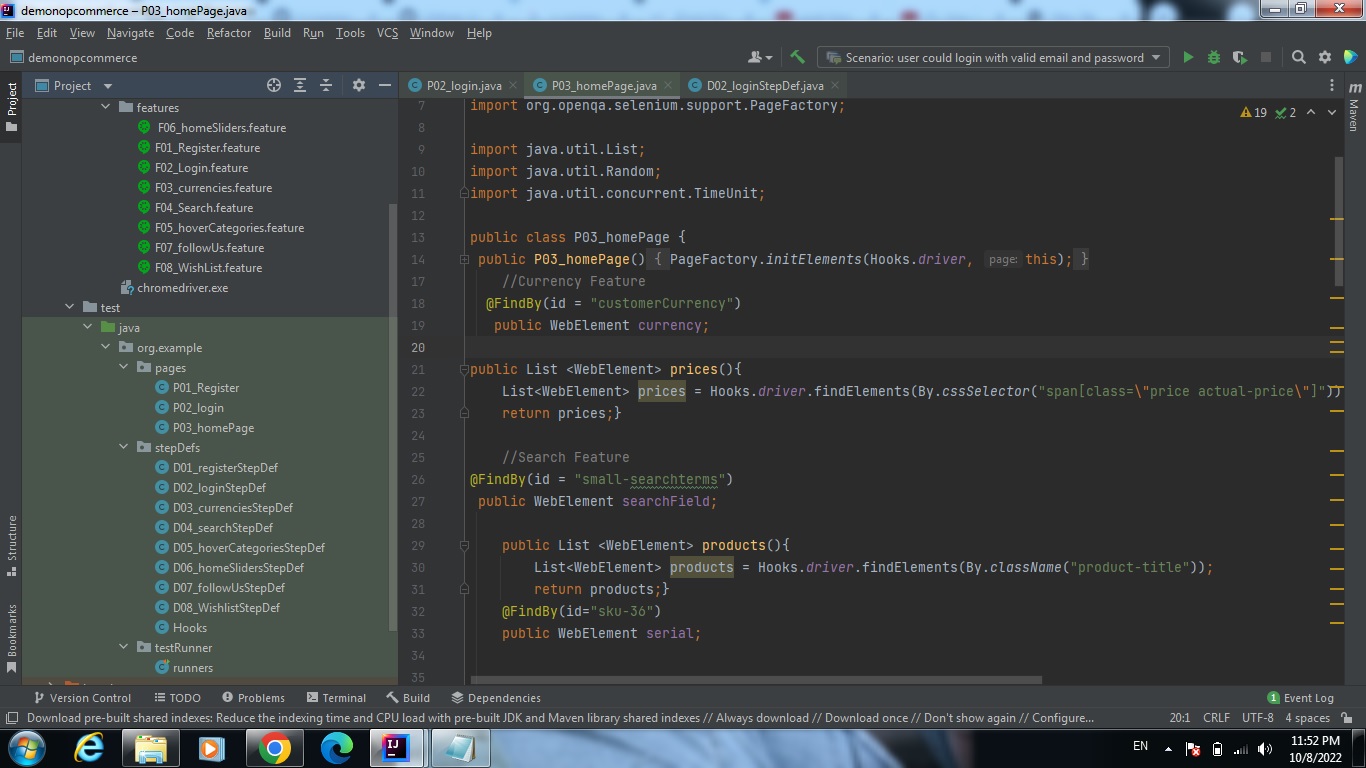 demonopcommerce – P03_homePage.java
File Edit View Navigate Code Refactor Build Run Tools VCS Window Help
demonopcommerce
Scenario: user could login with valid email and password
Project
P02_login.java
P03_homePage.java
D02_loginStepDef.java
Project
Structure
Bookmarks
features
F06_homeSliders.feature
F01_Register.feature
F02_Login.feature
F03_currencies.feature
F04_Search.feature
F05_hoverCategories.feature
F07_followUs.feature
F08_WishList.feature
chromedriver.exe
test
java
org.example
pages
P01_Register
P02_login
P03_homePage
stepDefs
D01_registerStepDef
D02_loginStepDef
D03_currenciesStepDef
D04_searchStepDef
D05_hoverCategoriesStepDef
D06_homeSlidersStepDef
D07_followUsStepDef
D08_WishlistStepDef
Hooks
testRunner
runners
19 2
Maven
7 import org.openqa.selenium.support.PageFactory;
8
9 import java.util.List;
10 import java.util.Random;
11 import java.util.concurrent.TimeUnit;
12
13 public class P03_homePage {
14 public P03_homePage() { PageFactory.initElements(Hooks.driver, page: this); }
17 //Currency Feature
18 @FindBy(id = "customerCurrency")
19 public WebElement currency;
20
21 public List <WebElement> prices(){
22 List<WebElement> prices = Hooks.driver.findElements(By.cssSelector("span[class=\"price actual-price\"]"))
23 return prices;}
24
25 //Search Feature
26 @FindBy(id = "small-searchterms")
27 public WebElement searchField;
28
29 public List <WebElement> products(){
30 List<WebElement> products = Hooks.driver.findElements(By.className("product-title"));
31 return products;}
32 @FindBy(id="sku-36")
33 public WebElement serial;
34
35
Version Control TODO Problems Terminal Build Dependencies
1 Event Log
Download pre-built shared indexes: Reduce the indexing time and CPU load with pre-built JDK and Maven library shared indexes // Always download // Download once // Don't show again // Configure...
20:1 CRLF UTF-8 4 spaces
EN
11:52 PM
10/8/2022